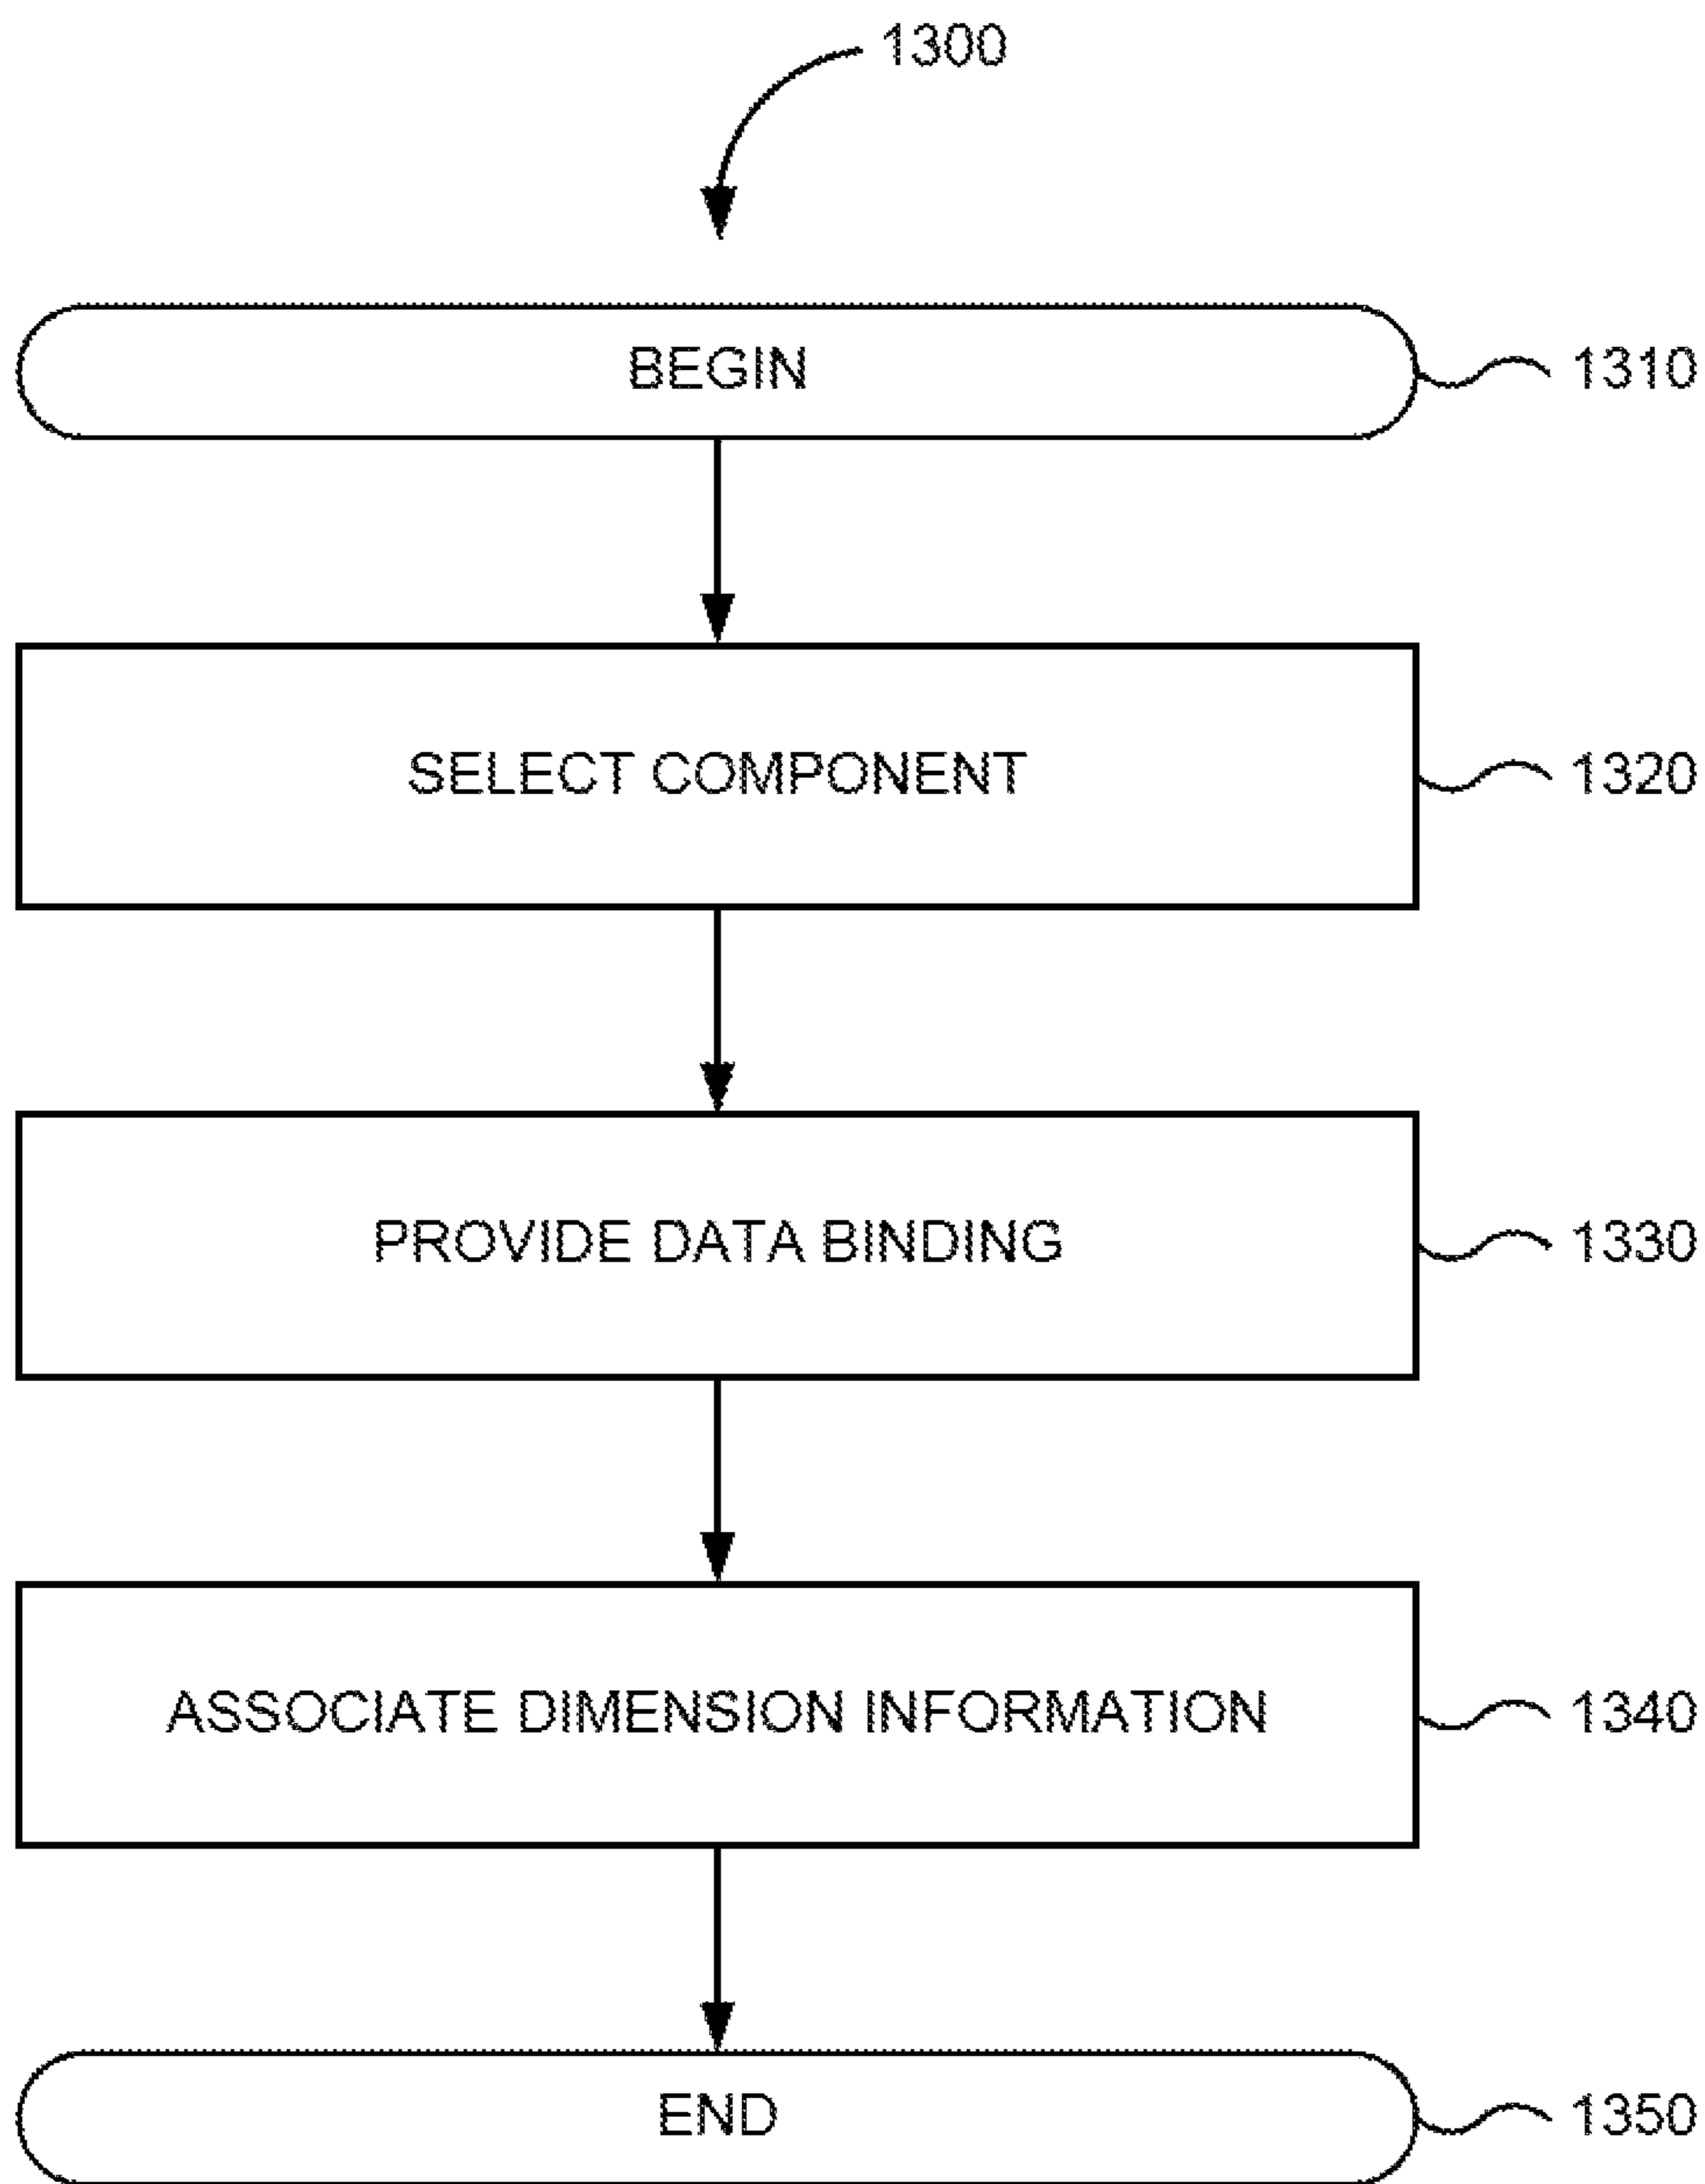 1300
BEGIN
1310
SELECT COMPONENT
1320
PROVIDE DATA BINDING
1330
ASSOCIATE DIMENSION INFORMATION
1340
END
1350